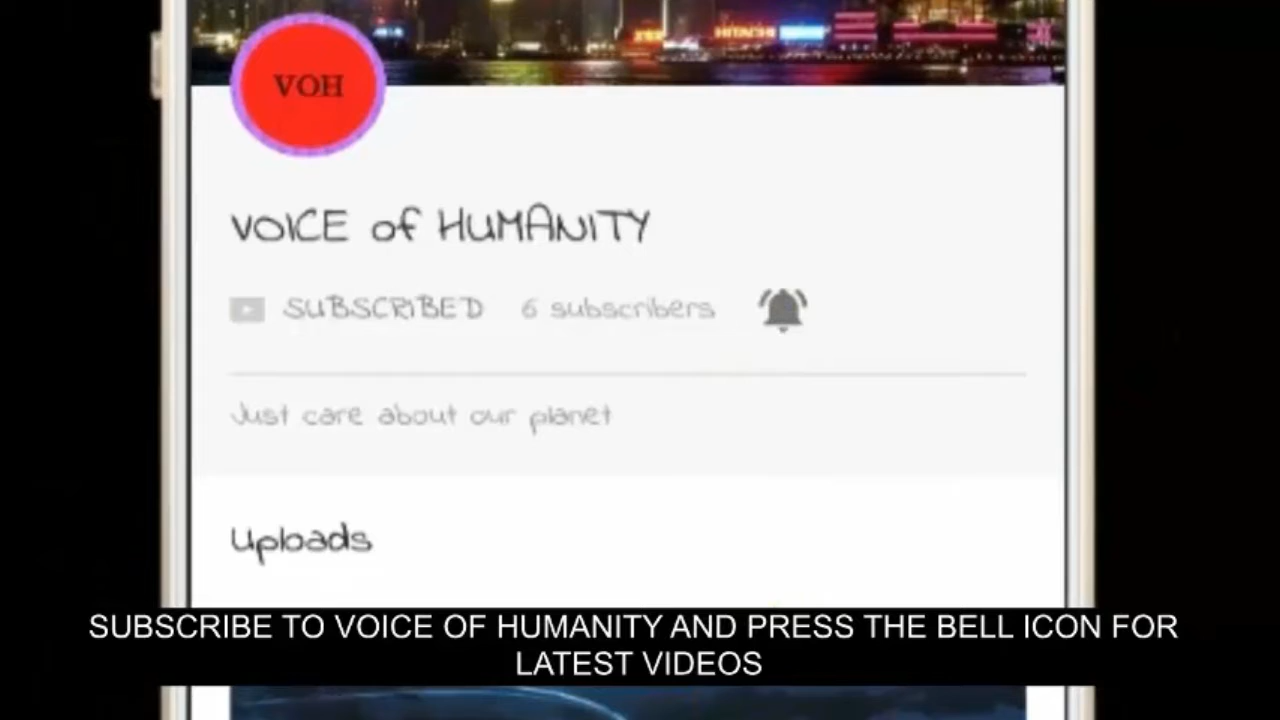 HITACHI
VOH
VOICE of HUMANITY
SUBSCRIBED 6 subscribers
Just care about our planet
Uploads
SUBSCRIBE TO VOICE OF HUMANITY AND PRESS THE BELL ICON FOR
LATEST VIDEOS